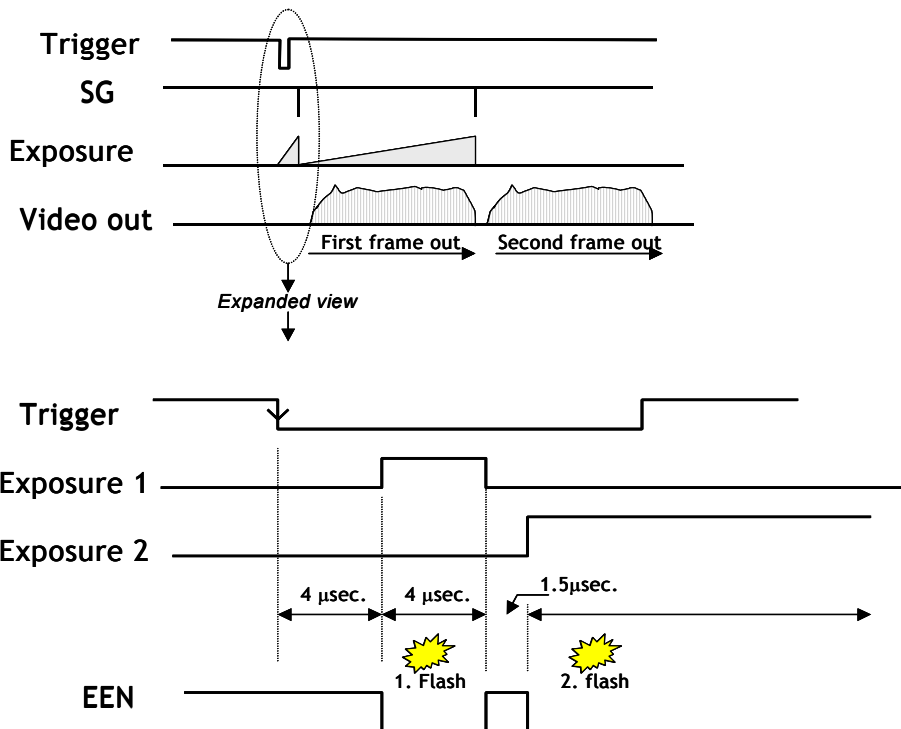 Trigger
SG
Exposure
Video out
First frame out
Second frame out
Expanded view
Trigger
Exposure 1
Exposure 2
4 μsec.
4 μsec.
1.5μsec.
1. Flash
2. flash
EEN